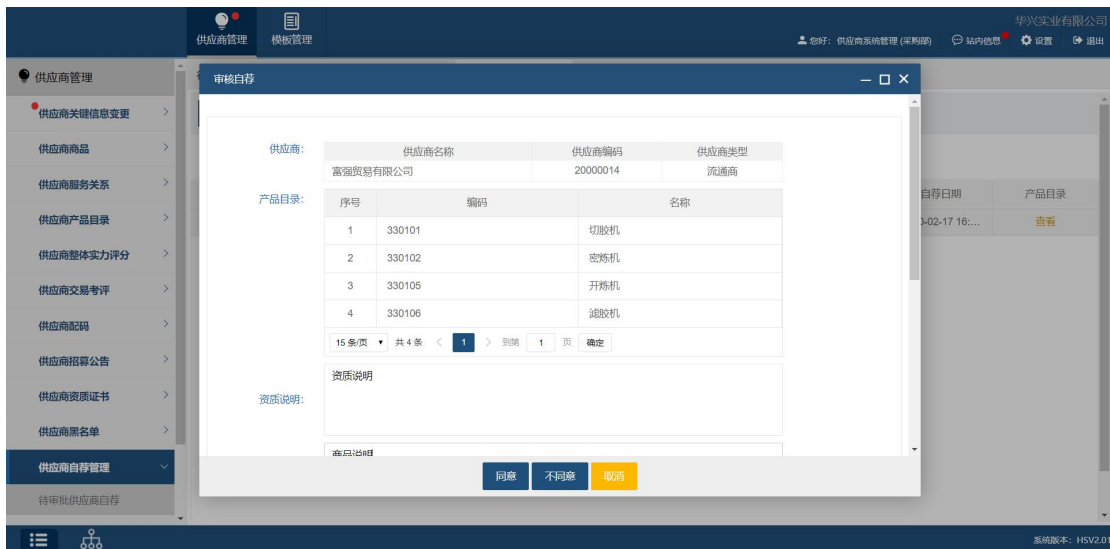 华兴实业有限公司
供应商管理 模板管理
您好：供应商系统管理 (采购部) 站内信息 设置 退出
供应商管理
审核自荐
供应商关键信息变更
供应商商品
供应商服务关系
供应商产品目录
供应商整体实力评分
供应商交易考评
供应商配码
供应商招募公告
供应商资质证书
供应商黑名单
供应商自荐管理
待审批供应商自荐
供应商：
供应商名称 供应商编码 供应商类型
富强贸易有限公司 20000014 流通商
产品目录：
序号 编码 名称
1 330101 切胶机
2 330102 密炼机
3 330105 开炼机
4 330106 滤胶机
15 条/页 共 4 条 1 到第 1 页 确定
资质说明：
资质说明
商品说明
同意 不同意 取消
自荐日期 产品目录
-02-17 16:... 查看
系统版本：HSV2.01